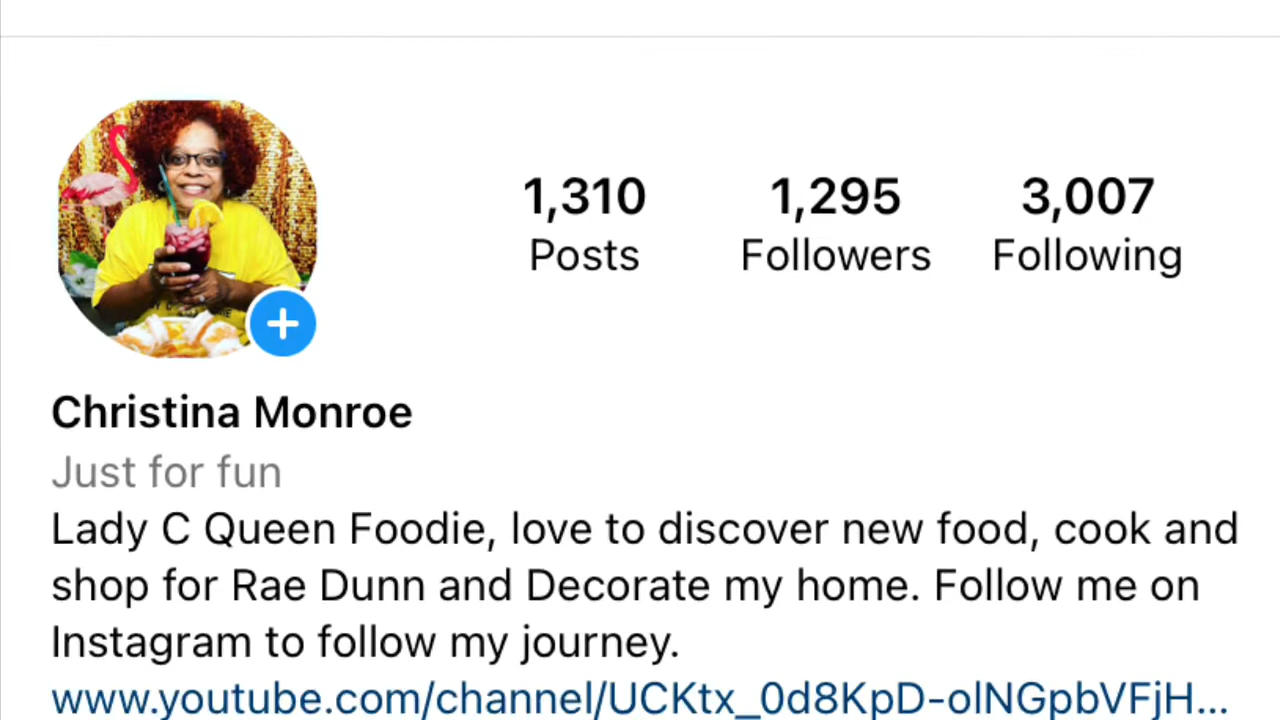 1,310 1,295 3,007
Posts Followers Following
Christina Monroe
Just for fun
Lady C Queen Foodie, love to discover new food, cook and
shop for Rae Dunn and Decorate my home. Follow me on
Instagram to follow my journey.
www.youtube.com/channel/UCKtx_0d8KpD-olNGpbVFjH...